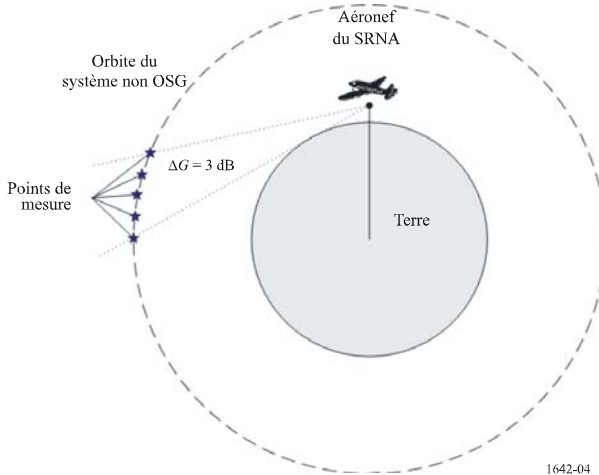 Aéronef
du SRNA
Orbite du
système non OSG
ΔG = 3 dB
Points de
mesure
Terre
1642-04